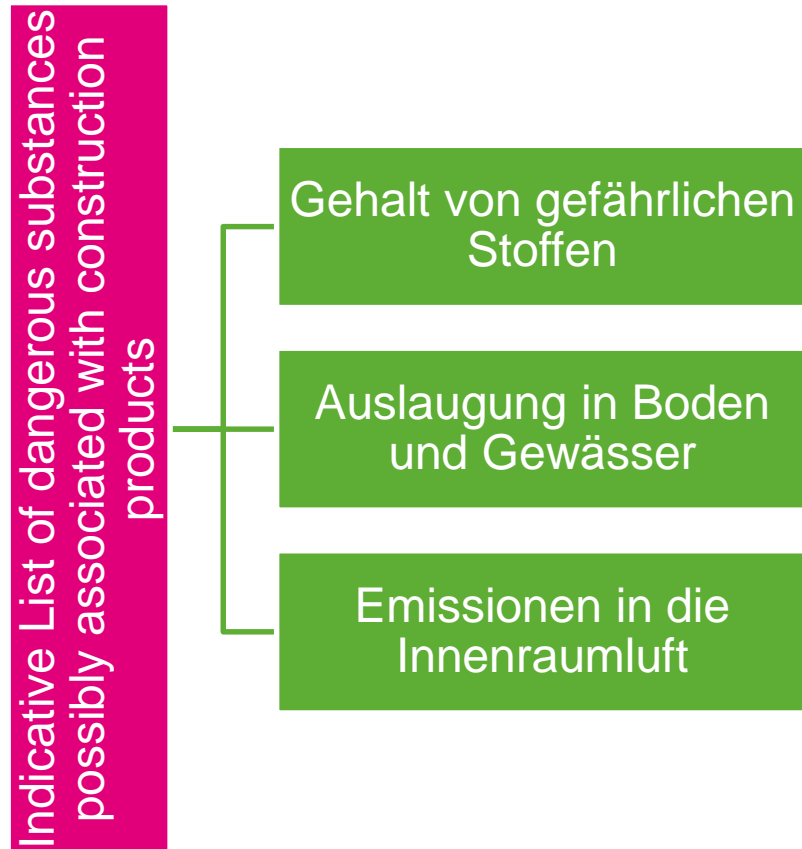 Indicative List of dangerous substances
possibly associated with construction
products
Gehalt von gefährlichen
Stoffen
Auslaugung in Boden
und Gewässer
Emissionen in die
Innenraumluft